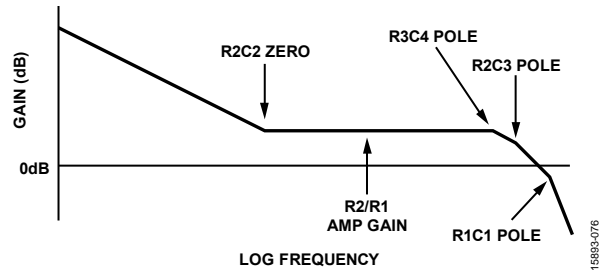 GAIN (dB)
R2C2 ZERO
R3C4 POLE
R2C3 POLE
0dB
R2/R1
AMP GAIN
R1C1 POLE
LOG FREQUENCY
15893-076